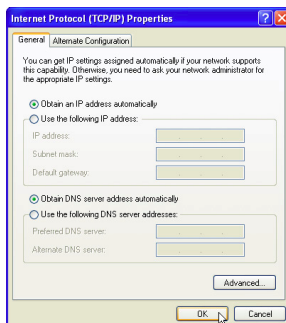 Internet Protocol (TCP/IP) Properties
General
Alternate Configuration
You can get IP settings assigned automatically if your network supports
this capability. Otherwise, you need to ask your network administrator for
the appropriate IP settings.
Obtain an IP address automatically
Use the following IP address:
IP address:
Subnet mask:
Default gateway:
Obtain DNS server address automatically
Use the following DNS server addresses:
Preferred DNS server:
Alternate DNS server:
Advanced...
OK
Cancel